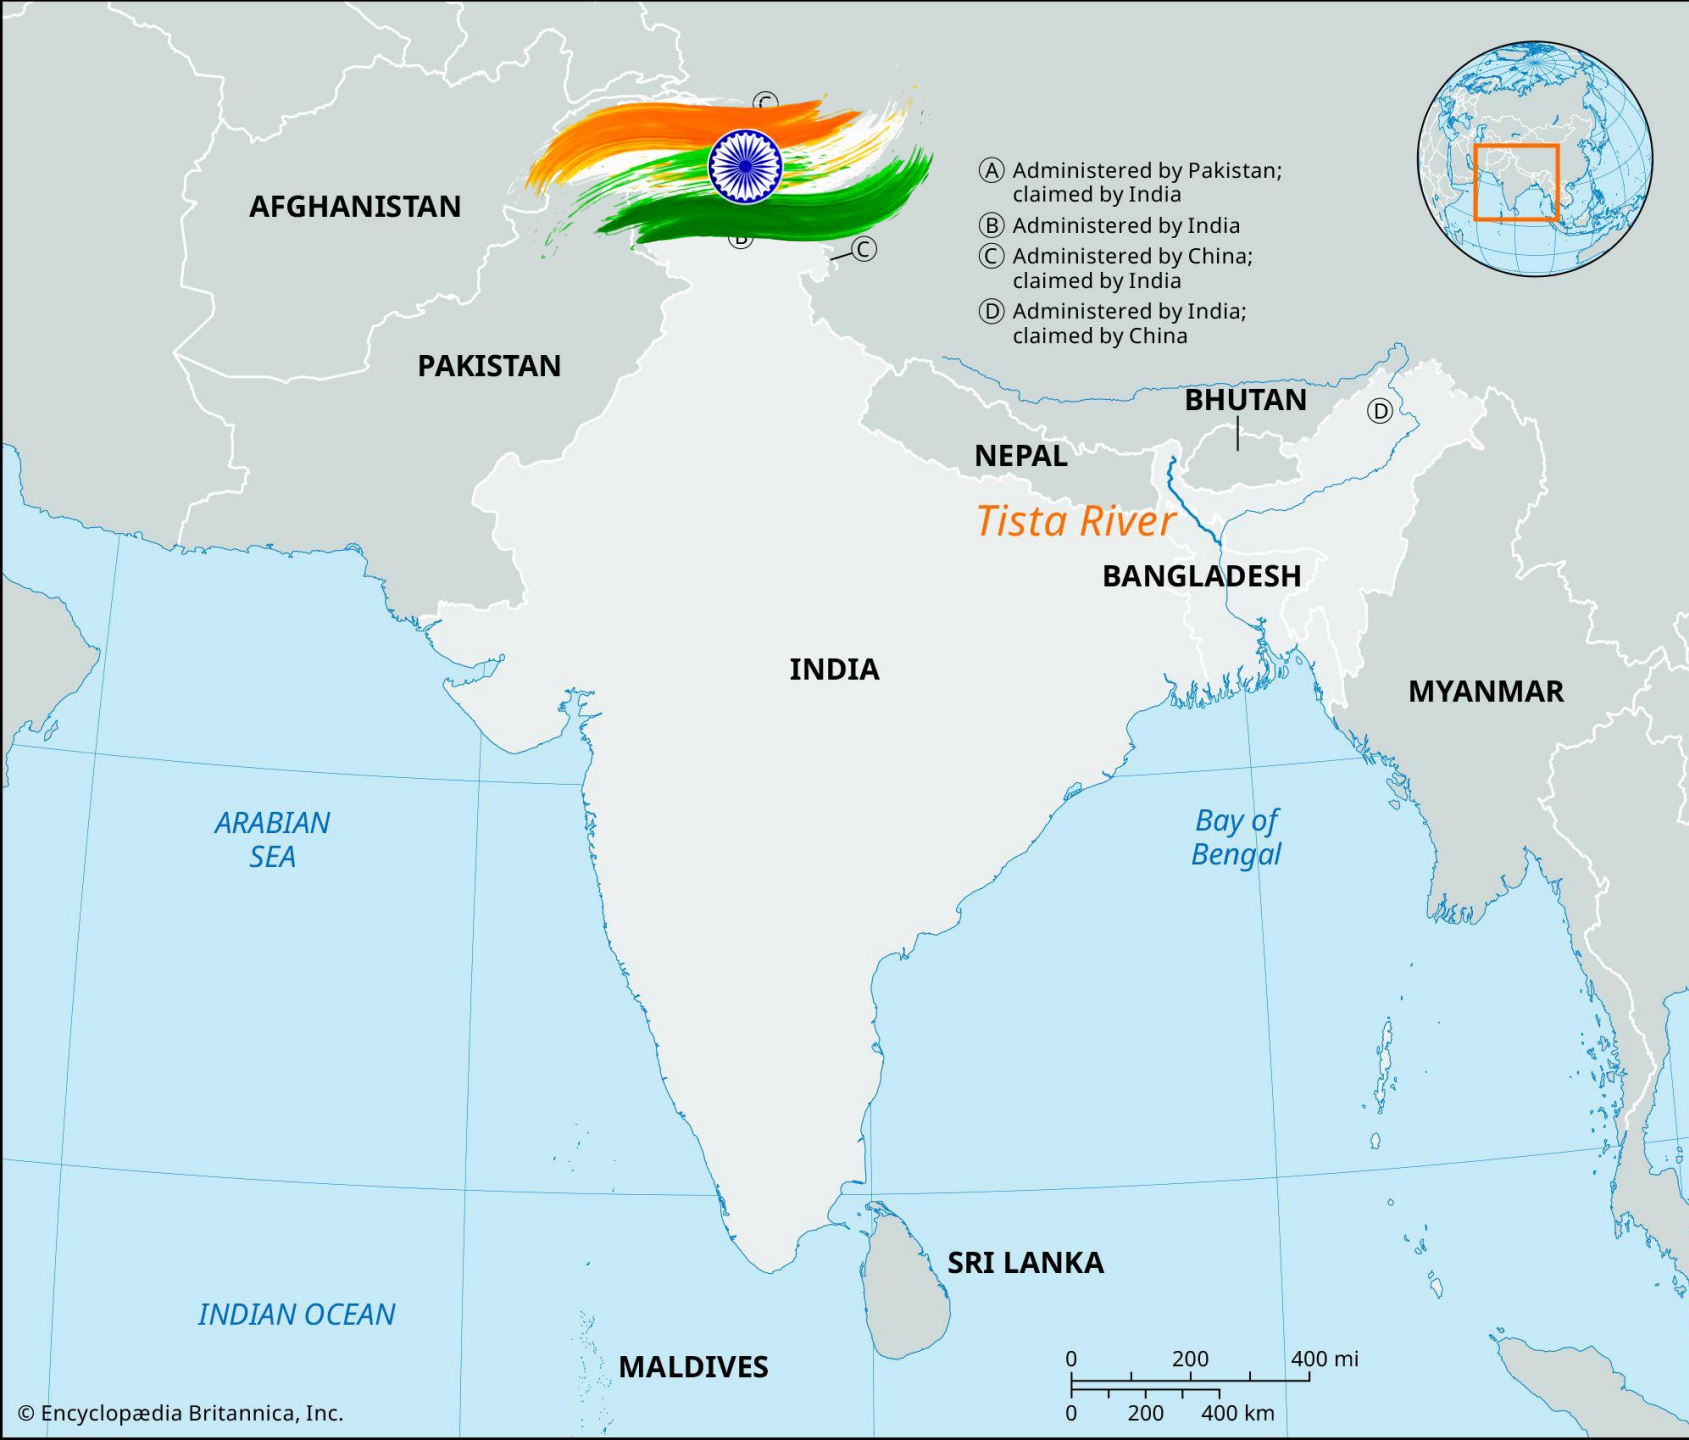 C
B
C
A Administered by Pakistan;
claimed by India
B Administered by India
C Administered by China;
claimed by India
D Administered by India;
claimed by China
AFGHANISTAN
PAKISTAN
BHUTAN
D
NEPAL
Tista River
BANGLADESH
INDIA
MYANMAR
ARABIAN
SEA
Bay of
Bengal
SRI LANKA
INDIAN OCEAN
MALDIVES
0 200 400 mi
0 200 400 km
© Encyclopædia Britannica, Inc.